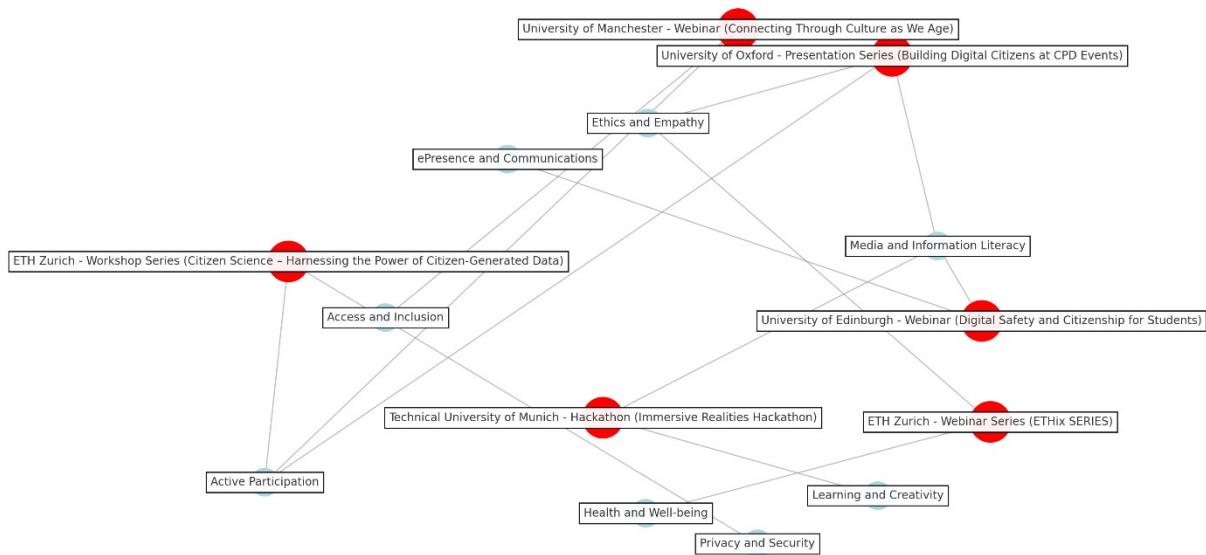 University of Manchester - Webinar (Connecting Through Culture as We Age)
University of Oxford - Presentation Series (Building Digital Citizens at CPD Events)
Ethics and Empathy
ePresence and Communications
Media and Information Literacy
ETH Zurich - Workshop Series (Citizen Science – Harnessing the Power of Citizen-Generated Data)
Access and Inclusion
University of Edinburgh - Webinar (Digital Safety and Citizenship for Students)
Technical University of Munich - Hackathon (Immersive Realities Hackathon)
ETH Zurich - Webinar Series (ETHix SERIES)
Active Participation
Learning and Creativity
Health and Well-being
Privacy and Security